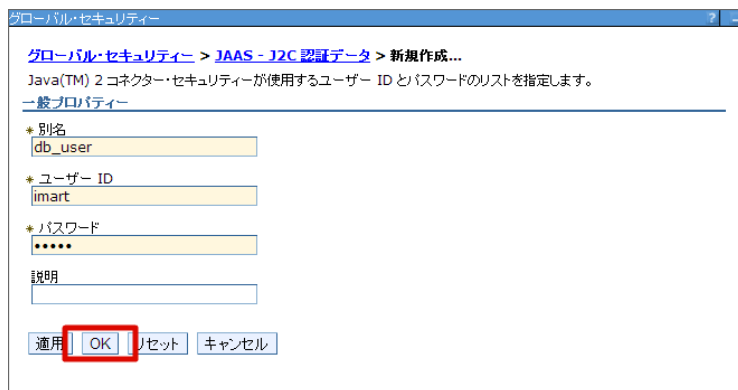 グローバル・セキュリティー ? -
グローバル・セキュリティー > JAAS - J2C 認証データ > 新規作成...
Java(TM) 2 コネクター・セキュリティーが使用するユーザー ID とパスワードのリストを指定します。
一般プロパティー
* 別名
db_user
* ユーザー ID
imart
* パスワード
•••••
説明
適用 OK リセット キャンセル